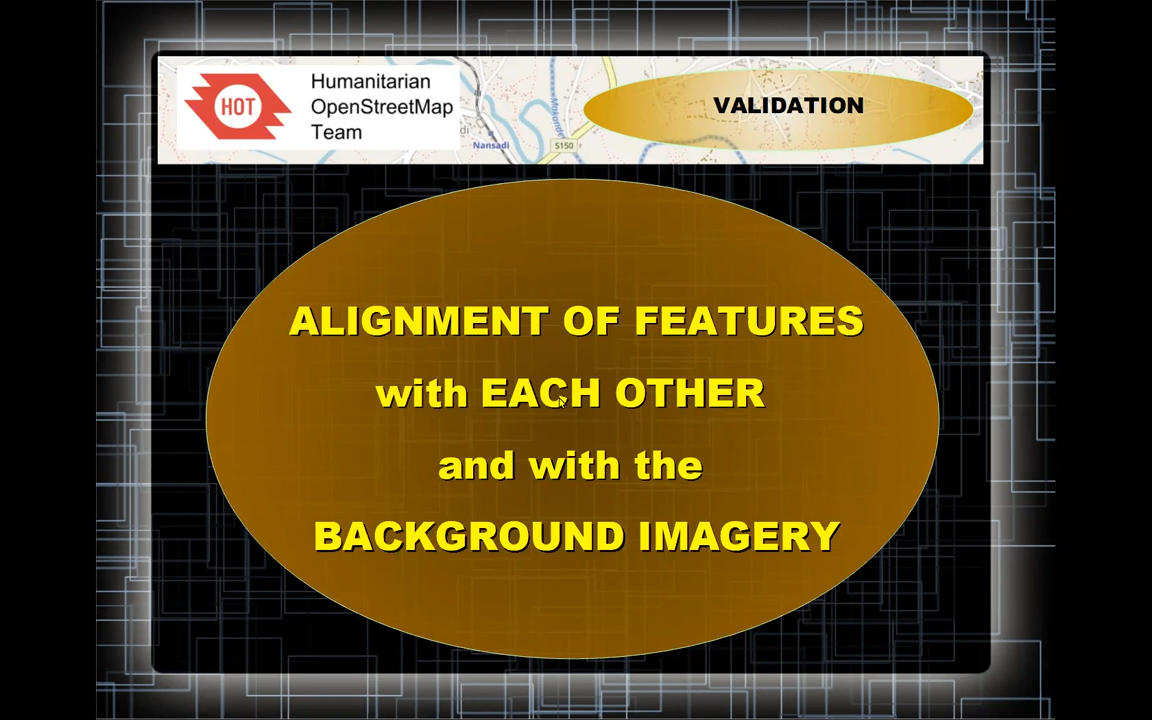 HOT
Humanitarian
OpenStreetMap
Team
VALIDATION
Nansadi
S150
ALIGNMENT OF FEATURES
with EACH OTHER
and with the
BACKGROUND IMAGERY